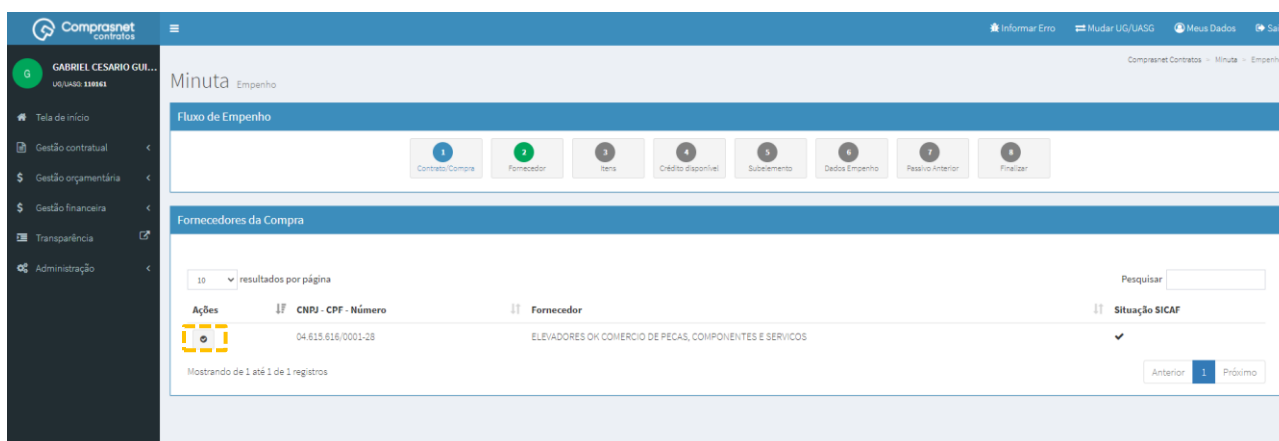 Comprasnet
contratos
Informar Erro Mudar UG/UASG Meus Dados Sai
G
GABRIEL CESARIO GUI...
UG/UASG: 110161
Comprasnet Contratos > Minuta > Empenh
Minuta Empenho
Tela de início
Gestão contratual
Gestão orçamentária
Gestão financeira
Transparência
Administração
Fluxo de Empenho
1 2 3 4 5 6 7 8
Contrato/Compra Fornecedor Itens Crédito disponível Subelemento Dados Empenho Passivo Anterior Finalizar
Fornecedores da Compra
10 resultados por página Pesquisar
Ações CNPJ - CPF - Número Fornecedor Situação SICAF
04.615.616/0001-28 ELEVADORES OK COMERCIO DE PECAS, COMPONENTES E SERVICOS
Mostrando de 1 até 1 de 1 registros Anterior 1 Próximo